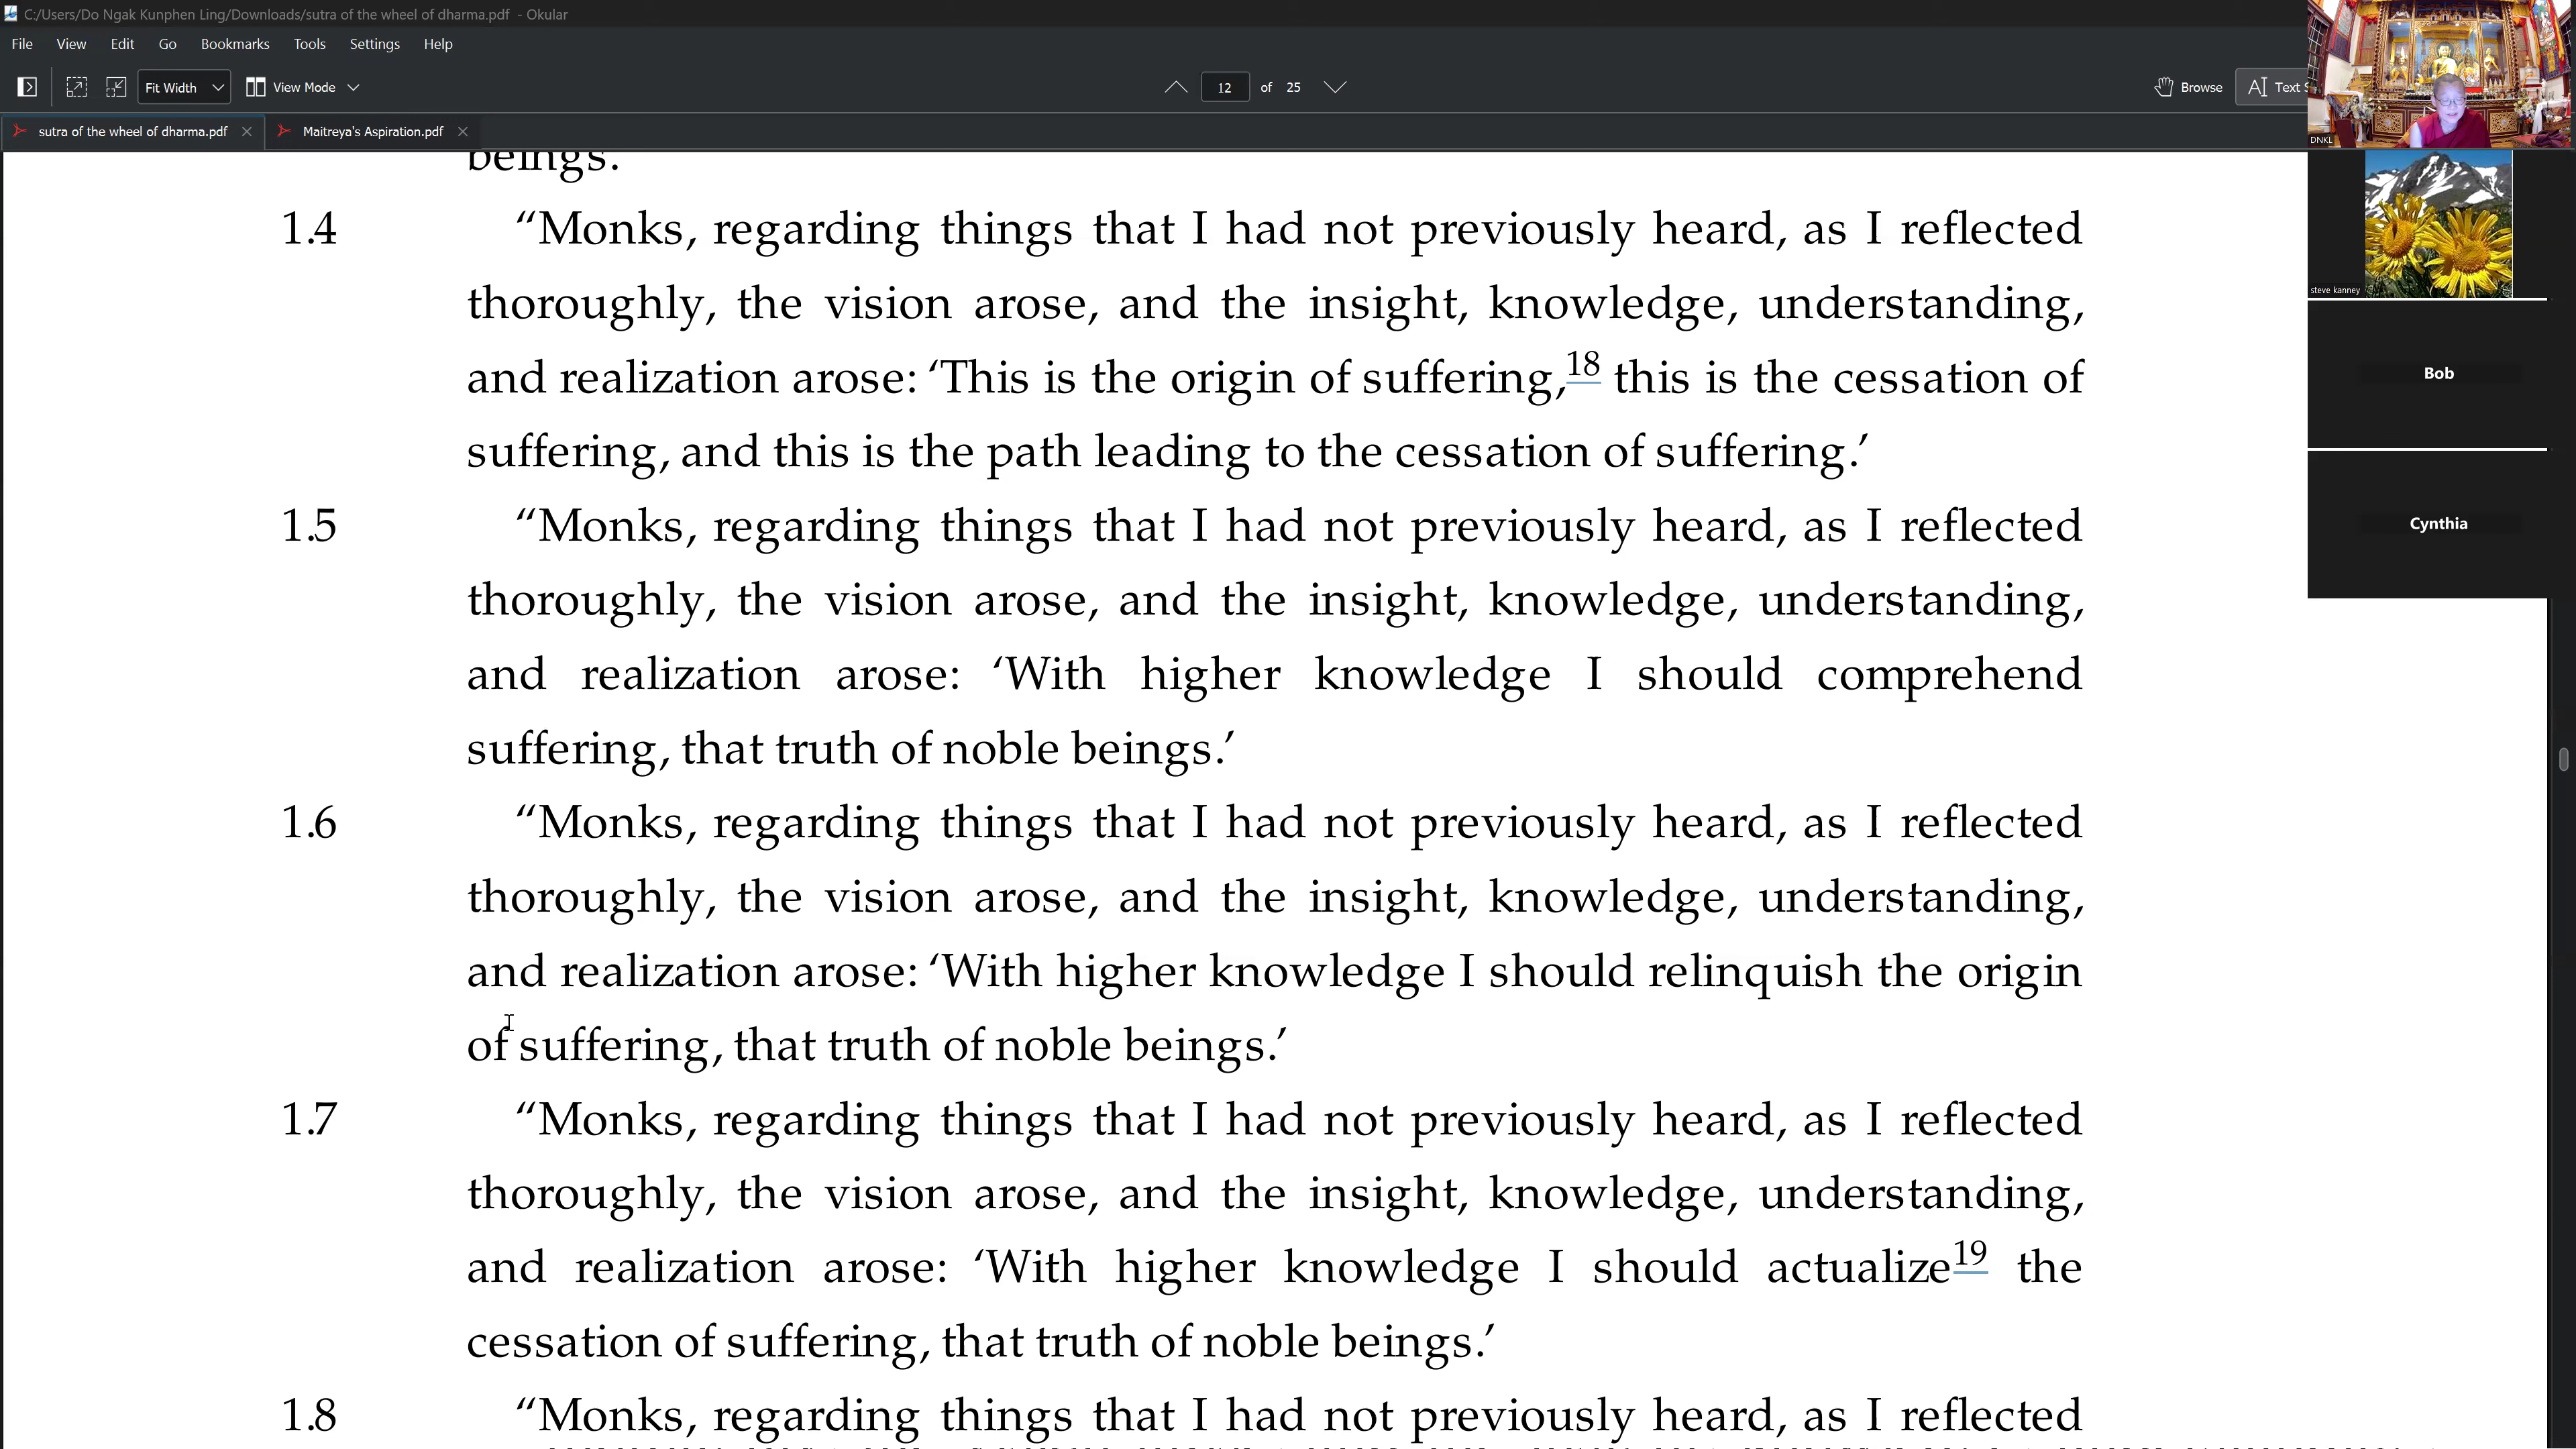 C:/Users/Do Ngak Kunphen Ling/Downloads/sutra of the wheel of dharma.pdf - Okular
File View Edit Go Bookmarks Tools Settings Help
Fit Width View Mode 12 of 25 Browse Text S
sutra of the wheel of dharma.pdf Maitreya's Aspiration.pdf
DNKL
steve kanney
Bob
Cynthia
beings.
1.4 “Monks, regarding things that I had not previously heard, as I reflected
thoroughly, the vision arose, and the insight, knowledge, understanding,
and realization arose: ‘This is the origin of suffering,18 this is the cessation of
suffering, and this is the path leading to the cessation of suffering.’
1.5 “Monks, regarding things that I had not previously heard, as I reflected
thoroughly, the vision arose, and the insight, knowledge, understanding,
and realization arose: ‘With higher knowledge I should comprehend
suffering, that truth of noble beings.’
1.6 “Monks, regarding things that I had not previously heard, as I reflected
thoroughly, the vision arose, and the insight, knowledge, understanding,
and realization arose: ‘With higher knowledge I should relinquish the origin
of suffering, that truth of noble beings.’
1.7 “Monks, regarding things that I had not previously heard, as I reflected
thoroughly, the vision arose, and the insight, knowledge, understanding,
and realization arose: ‘With higher knowledge I should actualize19 the
cessation of suffering, that truth of noble beings.’
1.8 “Monks, regarding things that I had not previously heard, as I reflected